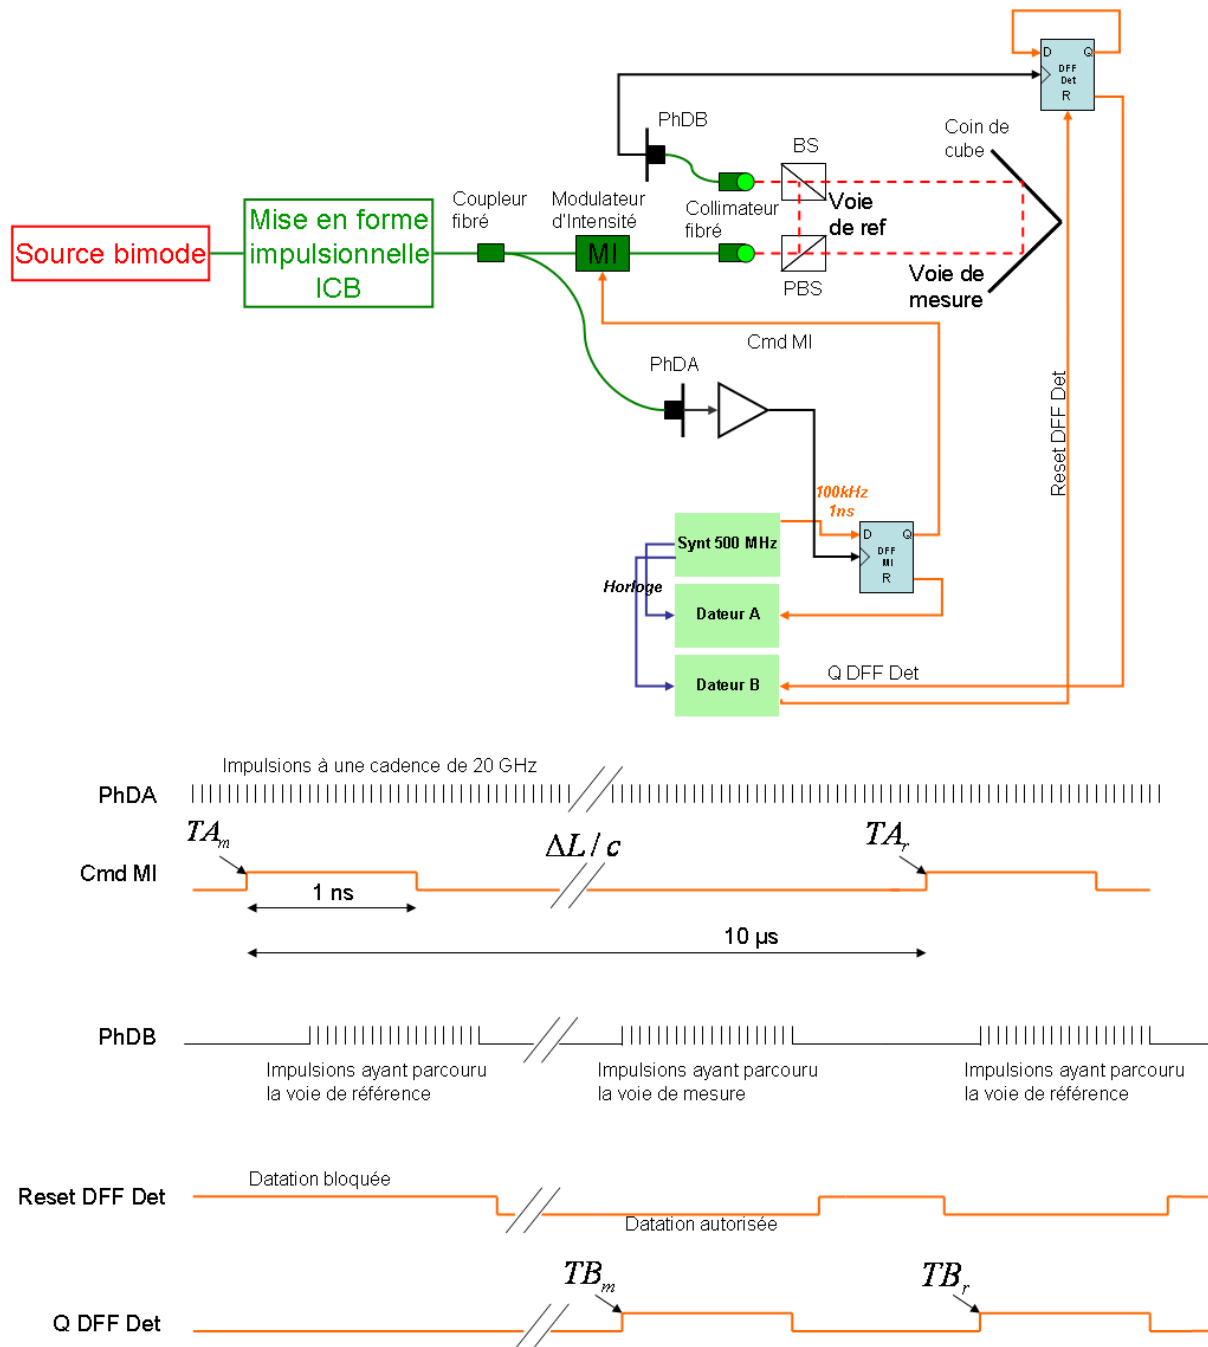 D
Q
DFF
Det
R
PhDB
BS
Coin de
cube
Coupleur
fibré
Modulateur
d'Intensité
Collimateur
fibré
Voie
de ref
Source bimode
Mise en forme
impulsionnelle
ICB
MI
PBS
Voie de
mesure
Cmd MI
PhDA
Reset DFF Det
100kHz
1ns
Synt 500 MHz
D
Q
DFF
MI
R
Horloge
Dateur A
Dateur B
Q DFF Det
Impulsions à une cadence de 20 GHz
PhDA
TAm
ΔL / c
TAr
Cmd MI
1 ns
10 µs
PhDB
Impulsions ayant parcouru
la voie de référence
Impulsions ayant parcouru
la voie de mesure
Impulsions ayant parcouru
la voie de référence
Datation bloquée
Reset DFF Det
Datation autorisée
TBm
TBr
Q DFF Det